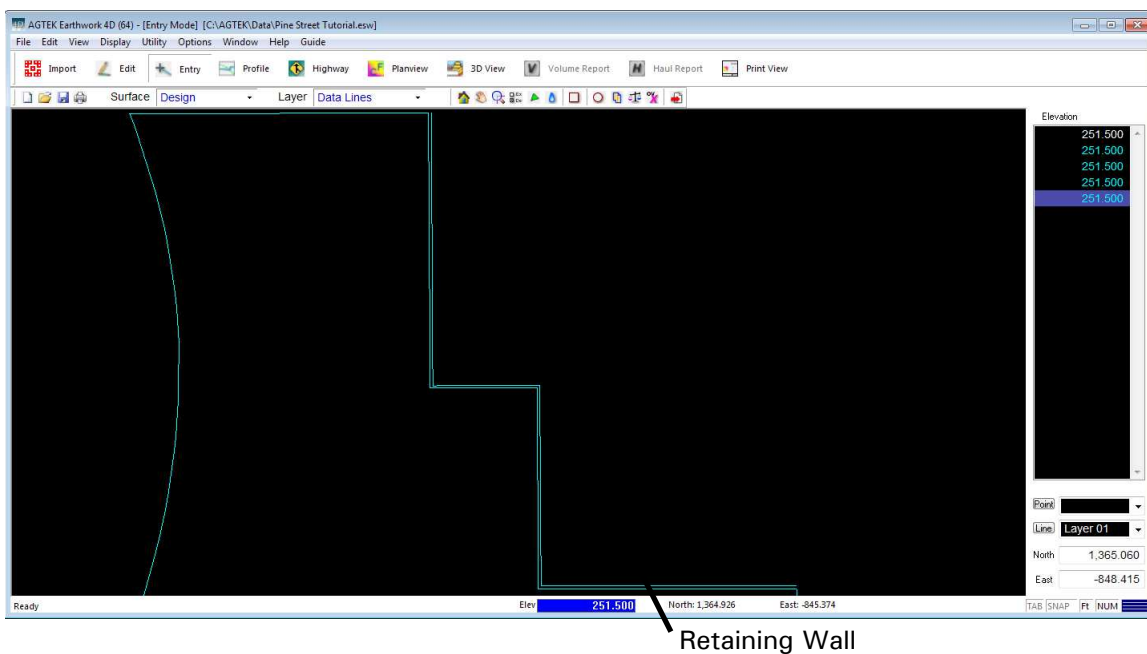 AGTEK Earthwork 4D (64) - [Entry Mode] [C:\AGTEK\Data\Pine Street Tutorial.esw]
File Edit View Display Utility Options Window Help Guide
Import Edit Entry Profile Highway Planview 3D View V Volume Report H Haul Report Print View
Surface Design Layer Data Lines
Elevation
251.500
251.500
251.500
251.500
251.500
Point
Line Layer 01
North 1,365.060
East -848.415
Ready Elev 251.500 North: 1,364.926 East: -845.374 TAB SNAP Ft NUM
Retaining Wall